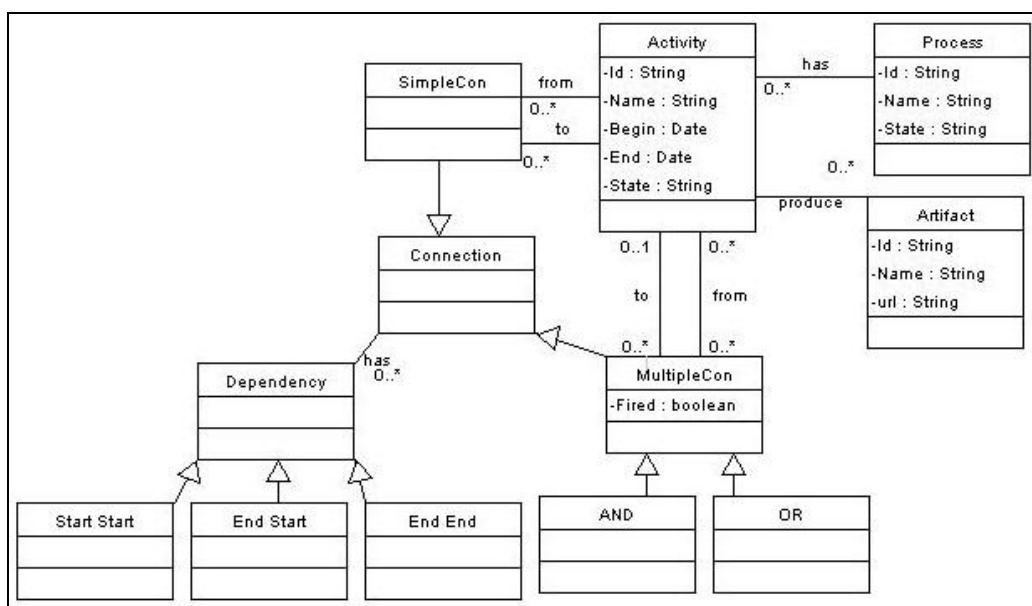 SimpleCon
from
0..*
to
0..*
Activity
-Id : String
-Name : String
-Begin : Date
-End : Date
-State : String
has
0..*
Process
-Id : String
-Name : String
-State : String
0..*
produce
Artifact
-Id : String
-Name : String
-url : String
Connection
0..1
0..*
to
from
0..*
0..*
has
0..*
Dependency
MultipleCon
-Fired : boolean
Start Start
End Start
End End
AND
OR